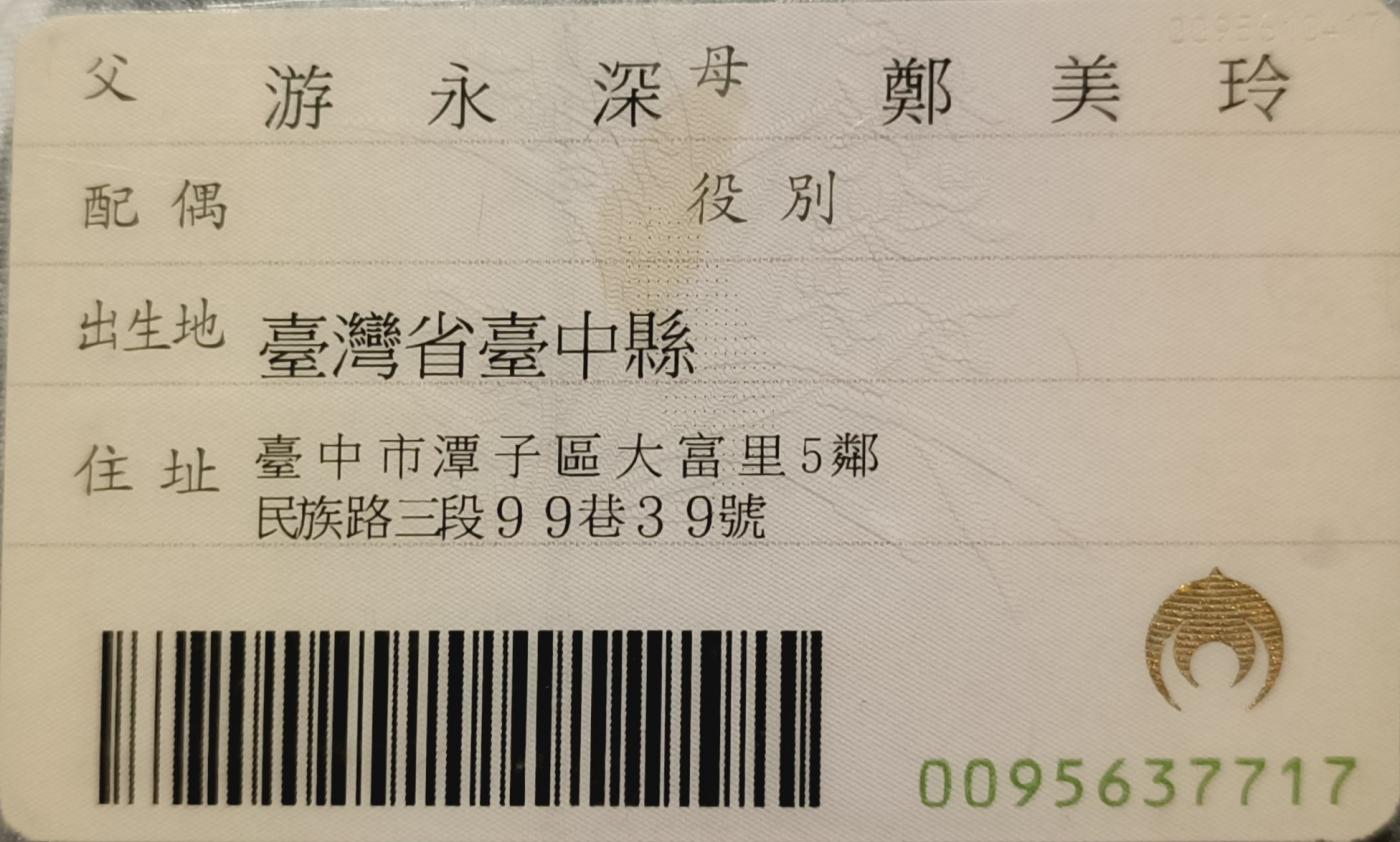 父 游永深 母 鄭美玲
配偶 役別
出生地 臺灣省臺中縣
住址 臺中市潭子區大富里5鄰
民族路三段99巷39號
0095637717